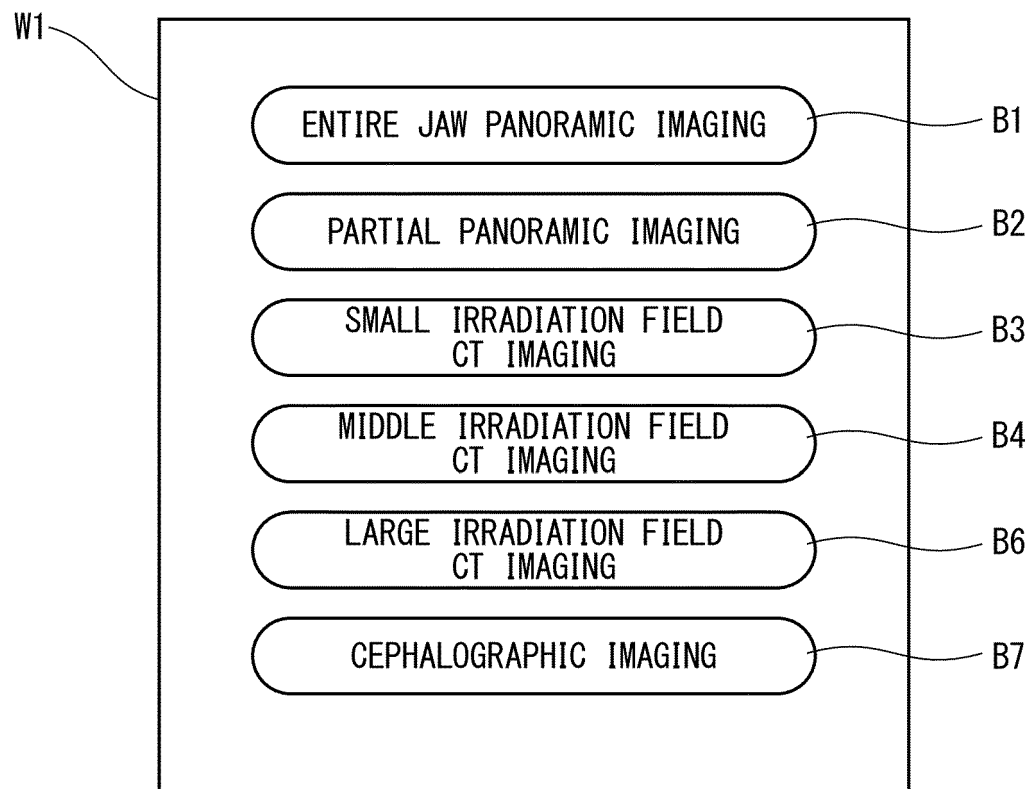 W1
ENTIRE JAW PANORAMIC IMAGING
B1
PARTIAL PANORAMIC IMAGING
B2
SMALL IRRADIATION FIELD
CT IMAGING
B3
MIDDLE IRRADIATION FIELD
CT IMAGING
B4
LARGE IRRADIATION FIELD
CT IMAGING
B6
CEPHALOGRAPHIC IMAGING
B7